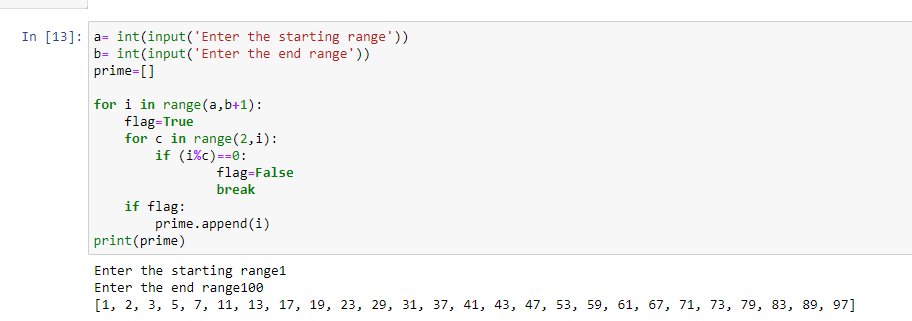 In [13]: a= int(input('Enter the starting range'))
b= int(input('Enter the end range'))
prime=[]
for i in range(a,b+1):
    flag=True
    for c in range(2,i):
        if (i%c)==0:
                flag=False
                break
    if flag:
        prime.append(i)
print(prime)
Enter the starting range1
Enter the end range100
[1, 2, 3, 5, 7, 11, 13, 17, 19, 23, 29, 31, 37, 41, 43, 47, 53, 59, 61, 67, 71, 73, 79, 83, 89, 97]